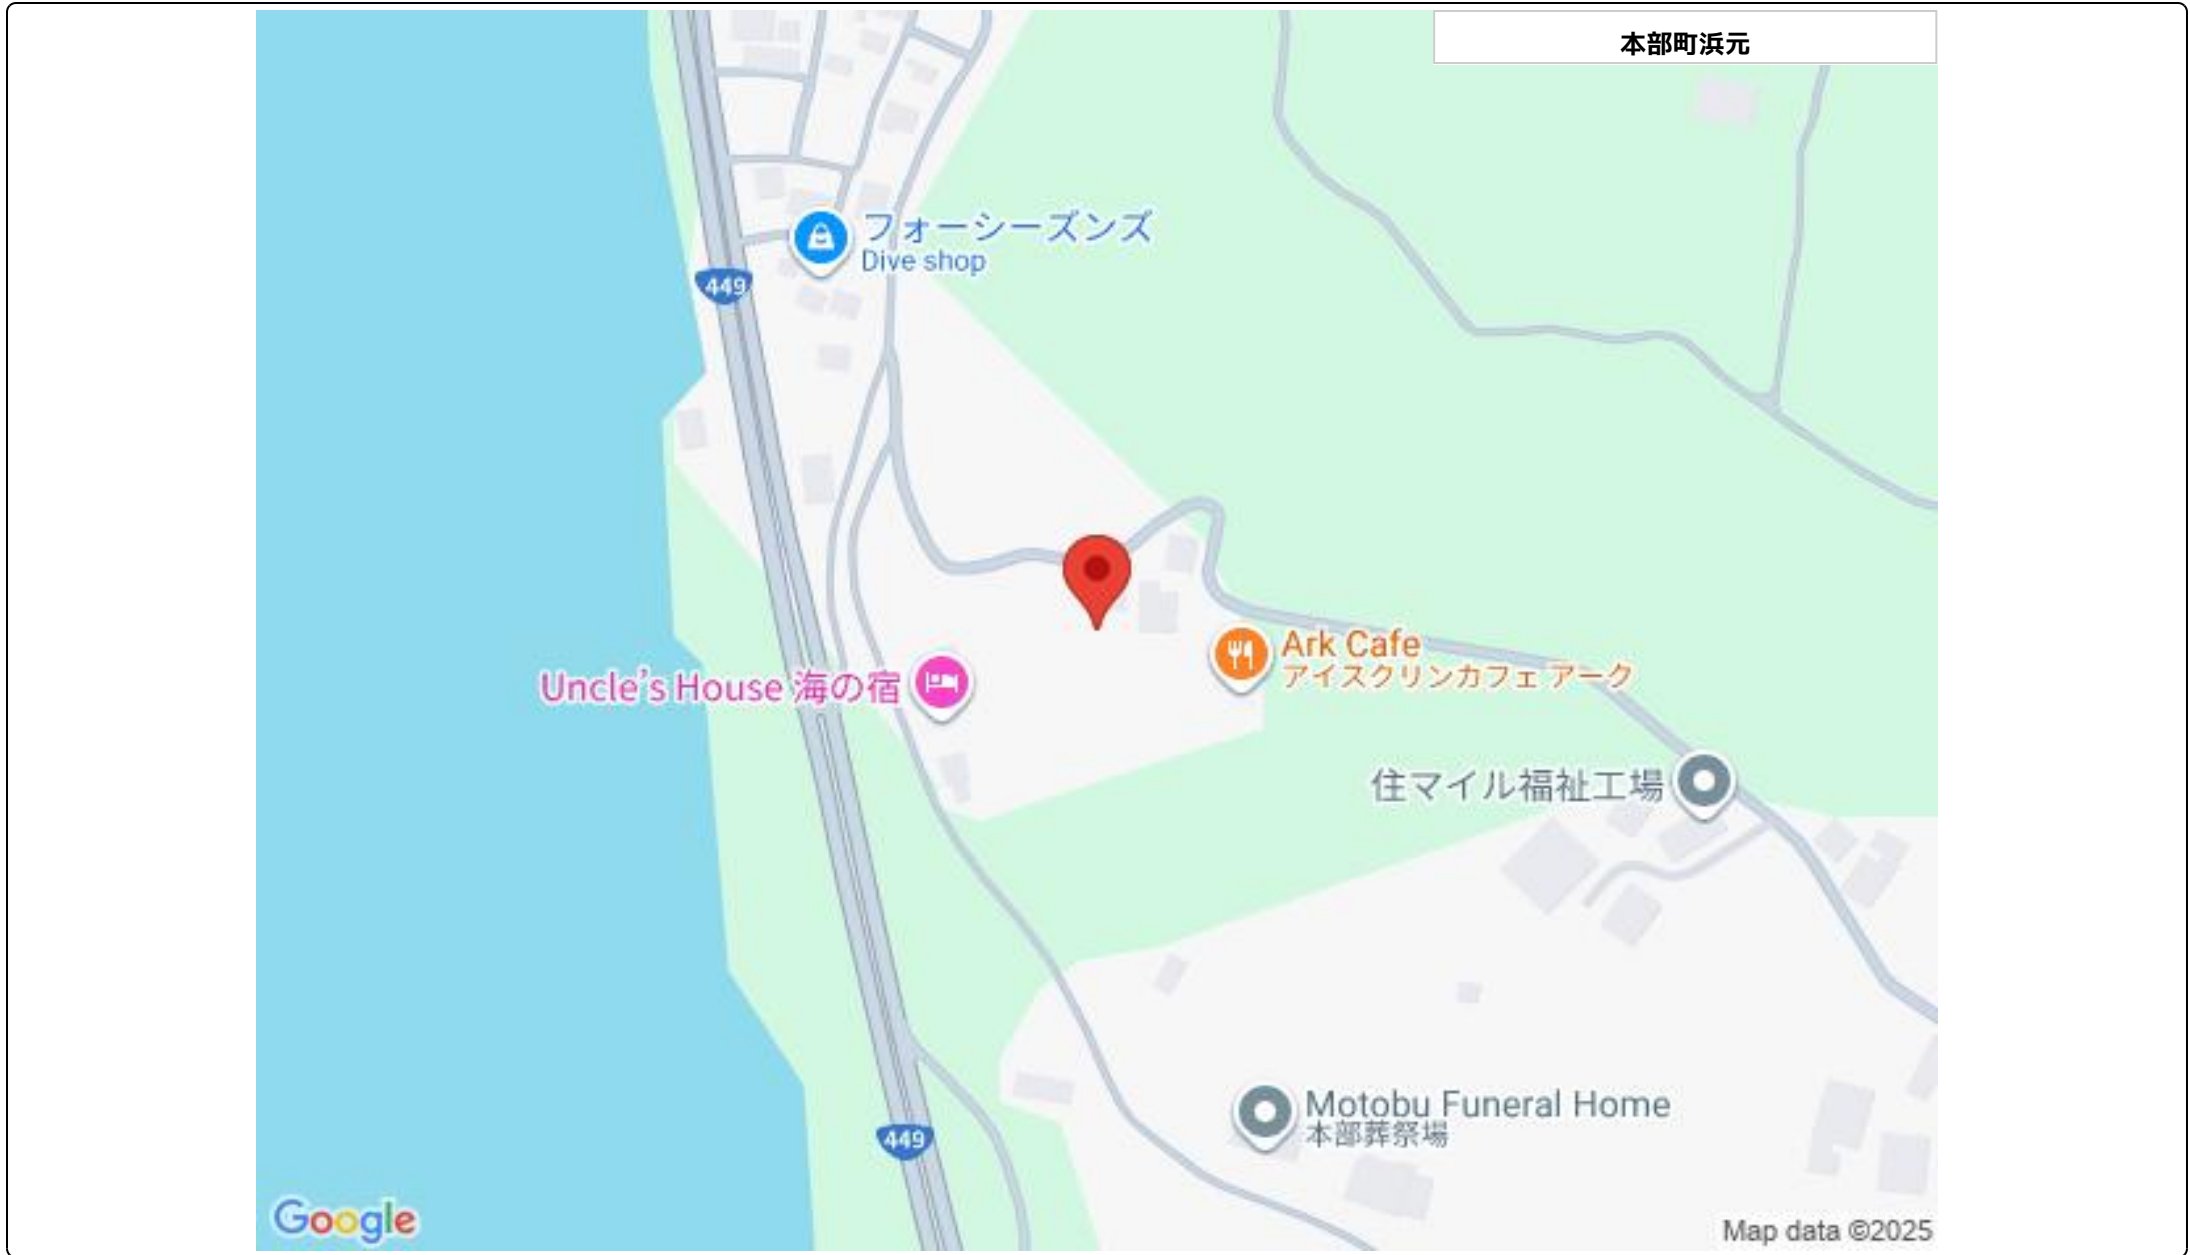 本部町浜元
フォーシーズンズ
Dive shop
449
Ark Cafe
アイスクリンカフェ アーク
Uncle's House 海の宿
住マイル福祉工場
Motobu Funeral Home
本部葬祭場
449
Google
Map data ©2025